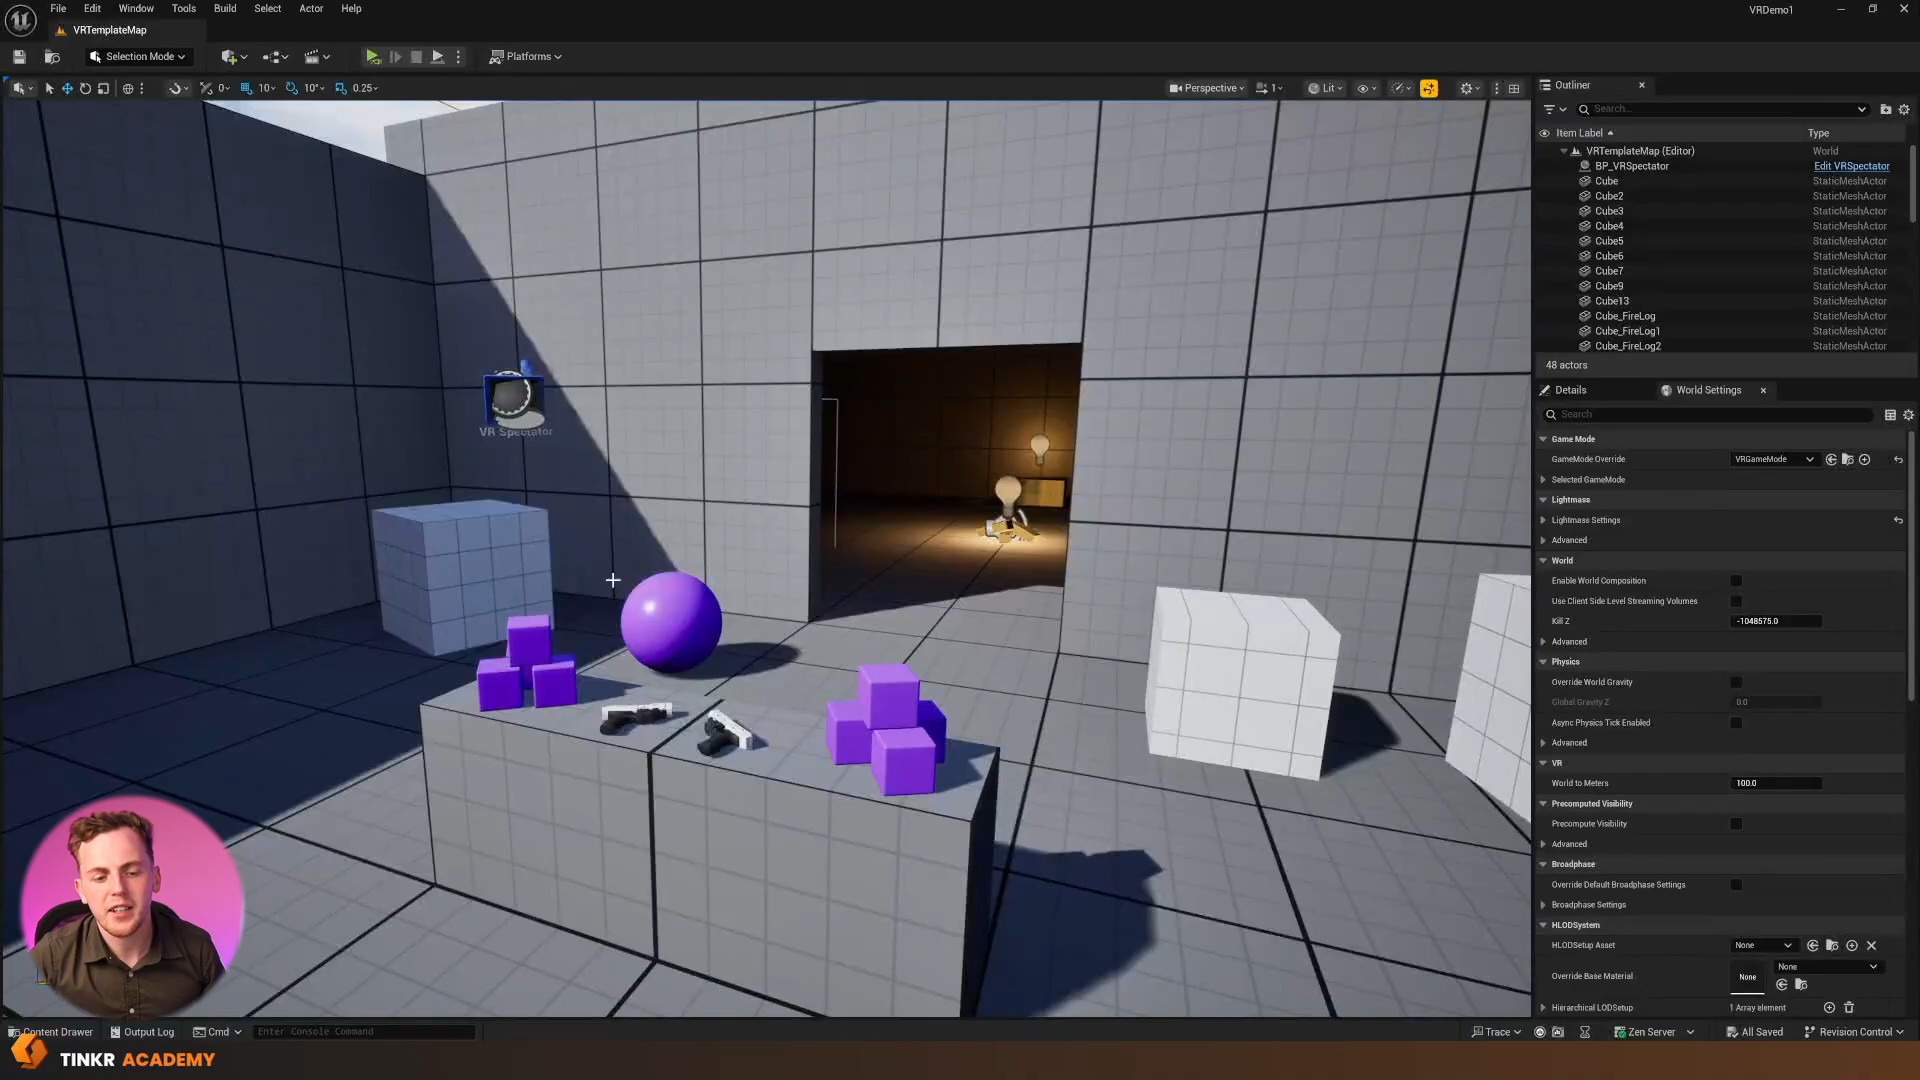 File Edit Window Tools Build Select Actor Help
VRDemo1
VRTemplateMap
Selection Mode
Platforms
0 10 10° 0.25
Perspective 1 Lit
Outliner
Search...
Item Label Type
VRTemplateMap (Editor) World
BP_VRSpectator Edit VRSpectator
Cube StaticMeshActor
Cube2 StaticMeshActor
Cube3 StaticMeshActor
Cube4 StaticMeshActor
Cube5 StaticMeshActor
Cube6 StaticMeshActor
Cube7 StaticMeshActor
Cube9 StaticMeshActor
Cube13 StaticMeshActor
Cube_FireLog StaticMeshActor
Cube_FireLog1 StaticMeshActor
Cube_FireLog2 StaticMeshActor
48 actors
Details World Settings
Search
Game Mode
GameMode Override VRGameMode
Selected GameMode
Lightmass
Lightmass Settings
Advanced
World
Enable World Composition
Use Client Side Level Streaming Volumes
Kill Z -1048575.0
Advanced
Physics
Override World Gravity
Global Gravity Z 0.0
Async Physics Tick Enabled
Advanced
VR
World to Meters 100.0
Precomputed Visibility
Precompute Visibility
Advanced
Broadphase
Override Default Broadphase Settings
Broadphase Settings
HLODSystem
HLODSetup Asset None
Override Base Material None None
Hierarchical LODSetup 1 Array element
VR Spectator
Content Drawer Output Log Cmd Enter Console Command
Trace Zen Server All Saved Revision Control
TINKR ACADEMY